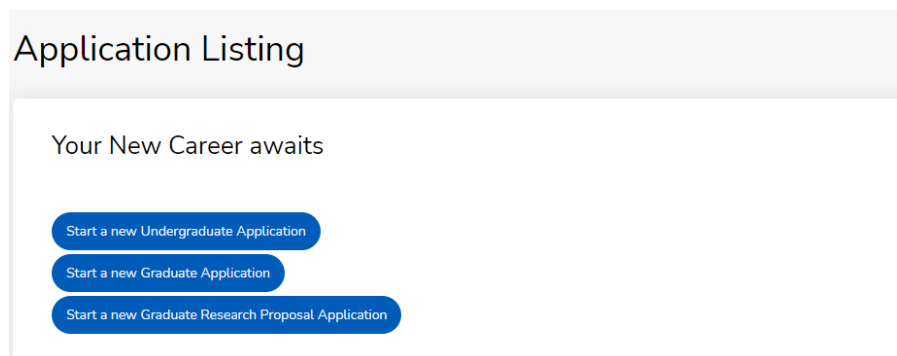 Application Listing
Your New Career awaits
Start a new Undergraduate Application
Start a new Graduate Application
Start a new Graduate Research Proposal Application